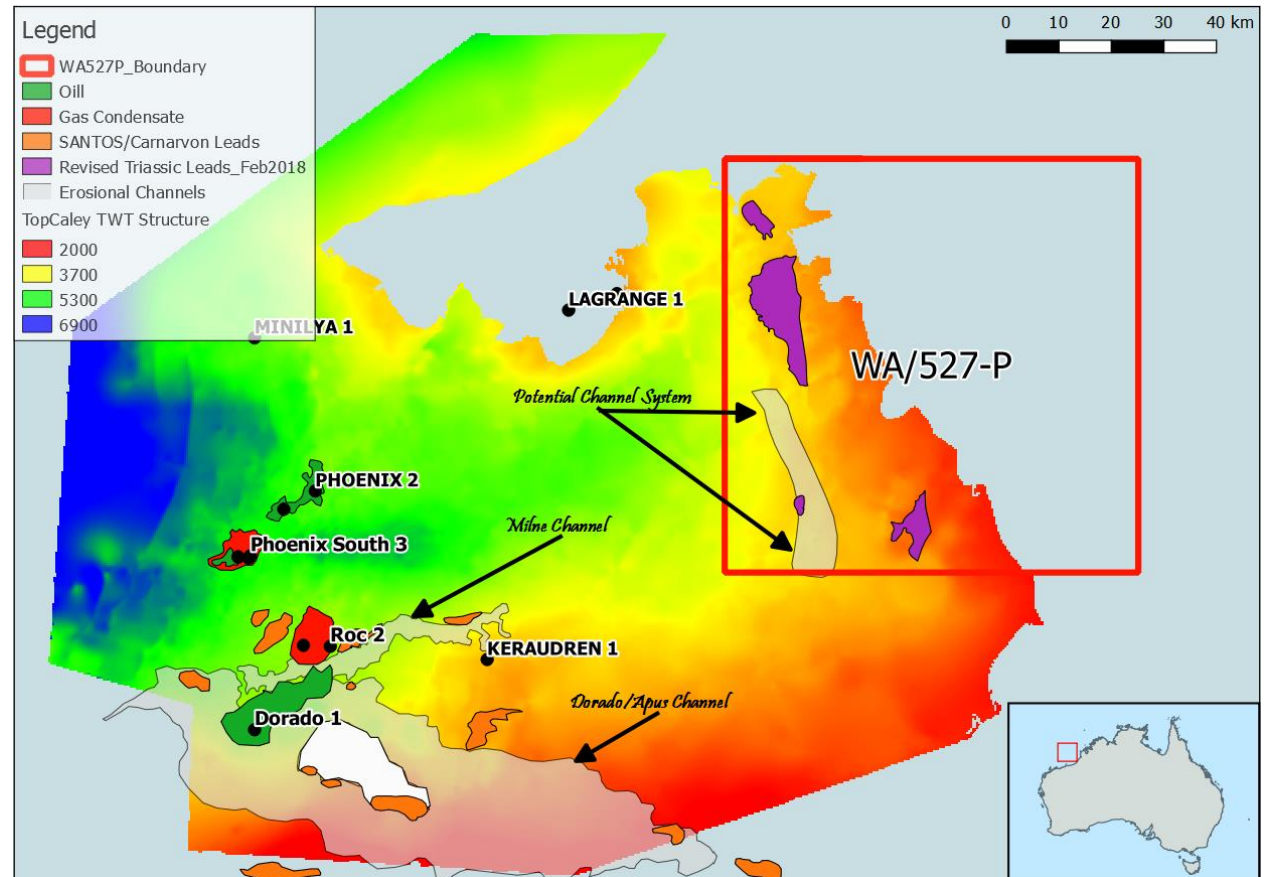 Legend
WA527P_Boundary
Oill
Gas Condensate
SANTOS/Carnarvon Leads
Revised Triassic Leads_Feb2018
Erosional Channels
TopCaley TWT Structure
2000
3700
5300
6900
0 10 20 30 40 km
MINILYA 1
LAGRANGE 1
WA/527-P
Potential Channel System
PHOENIX 2
Milne Channel
Phoenix South 3
Roc 2
KERAUDREN 1
Dorado/Apus Channel
Dorado 1